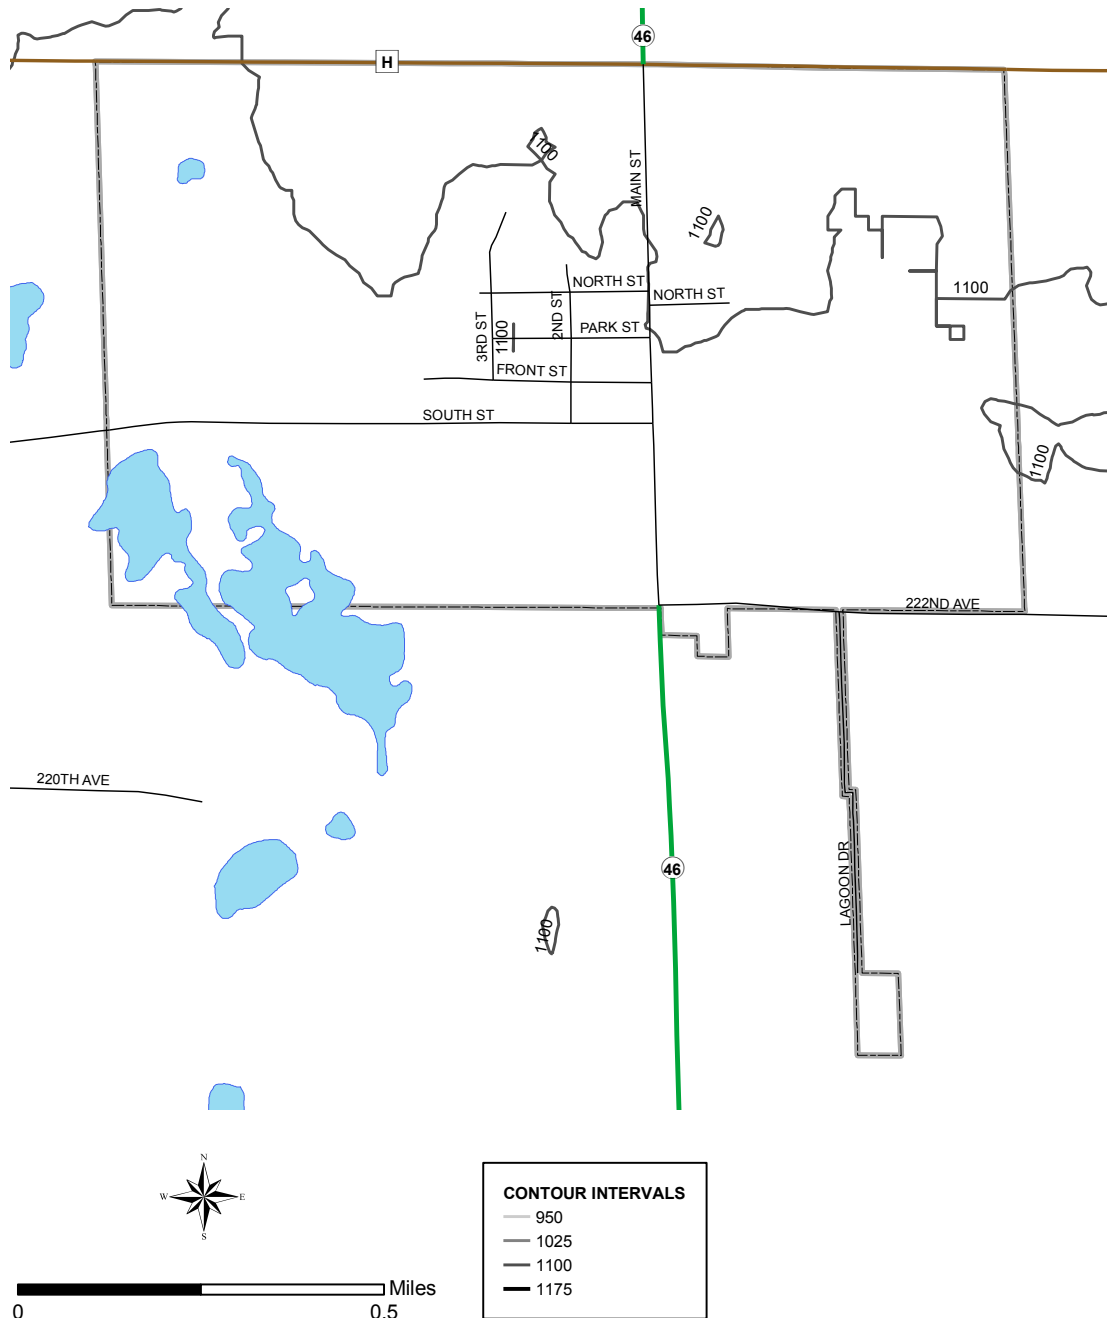 46
H
1100
MAIN ST
1100
NORTH ST
1100
NORTH ST
2ND ST
PARK ST
3RD ST
1100
FRONT ST
SOUTH ST
1100
222ND AVE
220TH AVE
LAGOON DR
46
1100
N
W
E
S
CONTOUR INTERVALS
950
1025
1100
1175
Miles
0
0.5